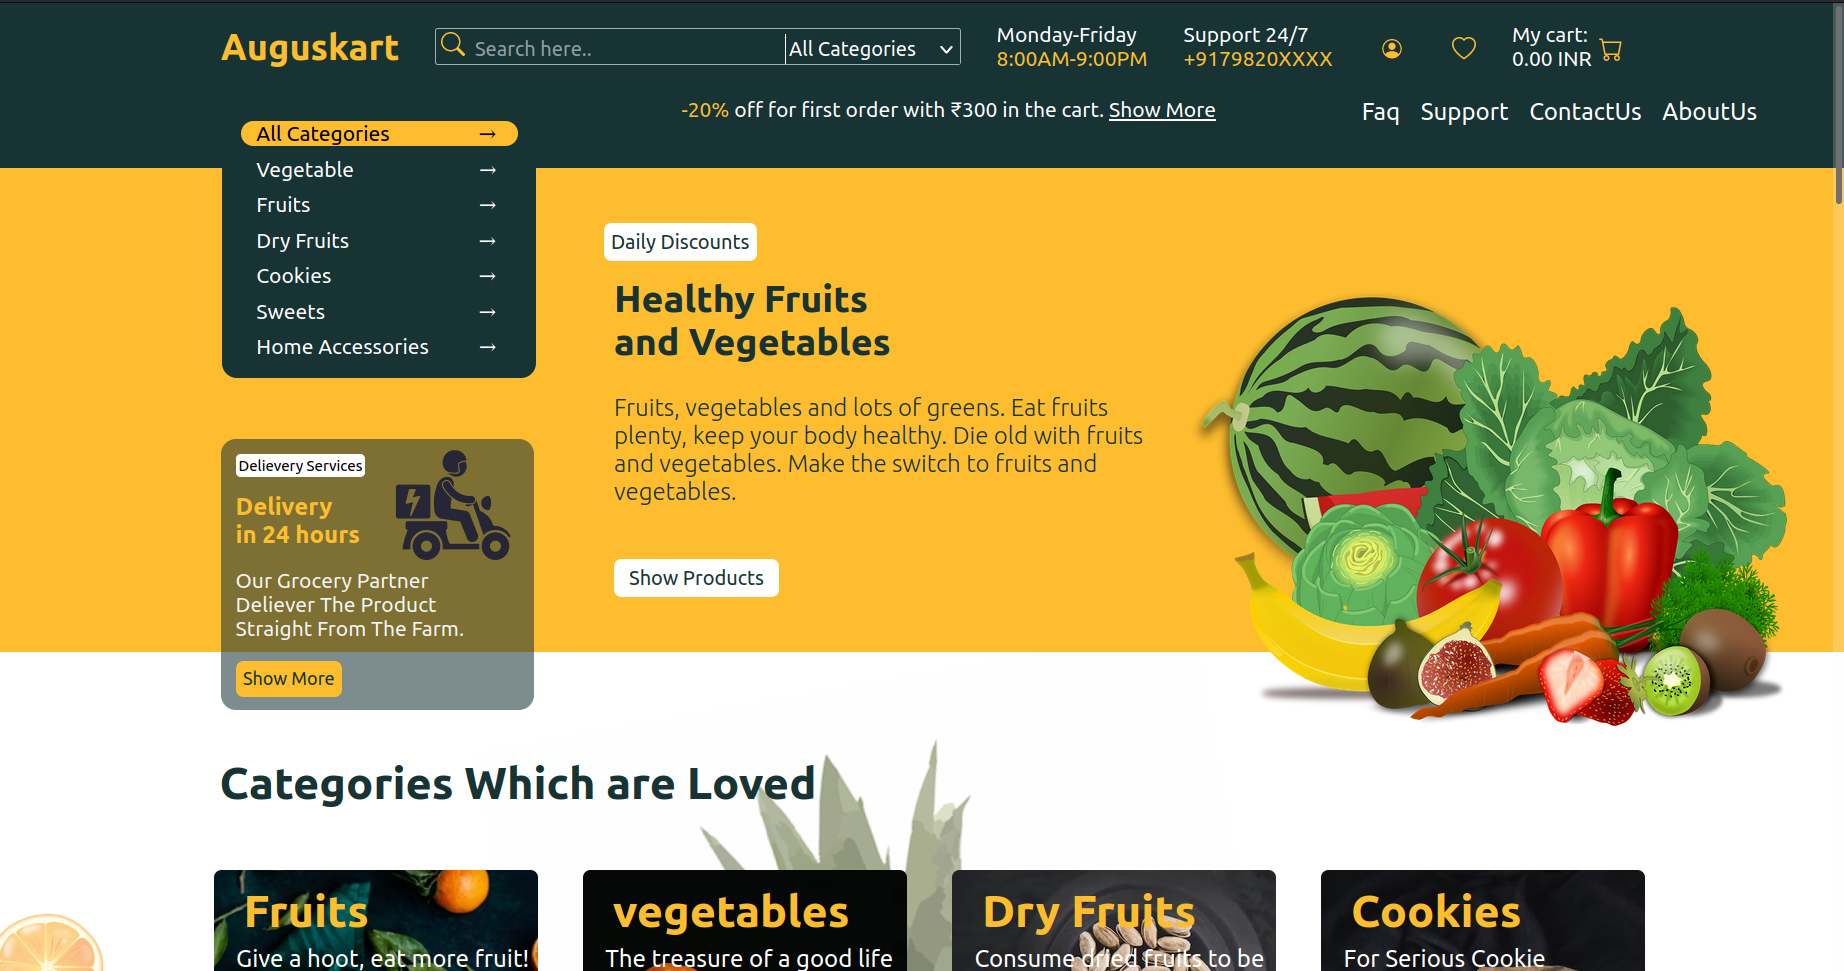 Auguskart
Search here..
All Categories
Monday-Friday
8:00AM-9:00PM
Support 24/7
+9179820XXXX
My cart:
0.00 INR
-20% off for first order with ₹300 in the cart. Show More
Faq Support ContactUs AboutUs
All Categories →
Vegetable →
Fruits →
Dry Fruits →
Cookies →
Sweets →
Home Accessories →
Daily Discounts
Healthy Fruits
and Vegetables
Fruits, vegetables and lots of greens. Eat fruits
plenty, keep your body healthy. Die old with fruits
and vegetables. Make the switch to fruits and
vegetables.
Show Products
Delievery Services
Delivery
in 24 hours
Our Grocery Partner
Deliever The Product
Straight From The Farm.
Show More
Categories Which are Loved
Fruits
Give a hoot, eat more fruit!
vegetables
The treasure of a good life
Dry Fruits
Consume dried fruits to be
Cookies
For Serious Cookie